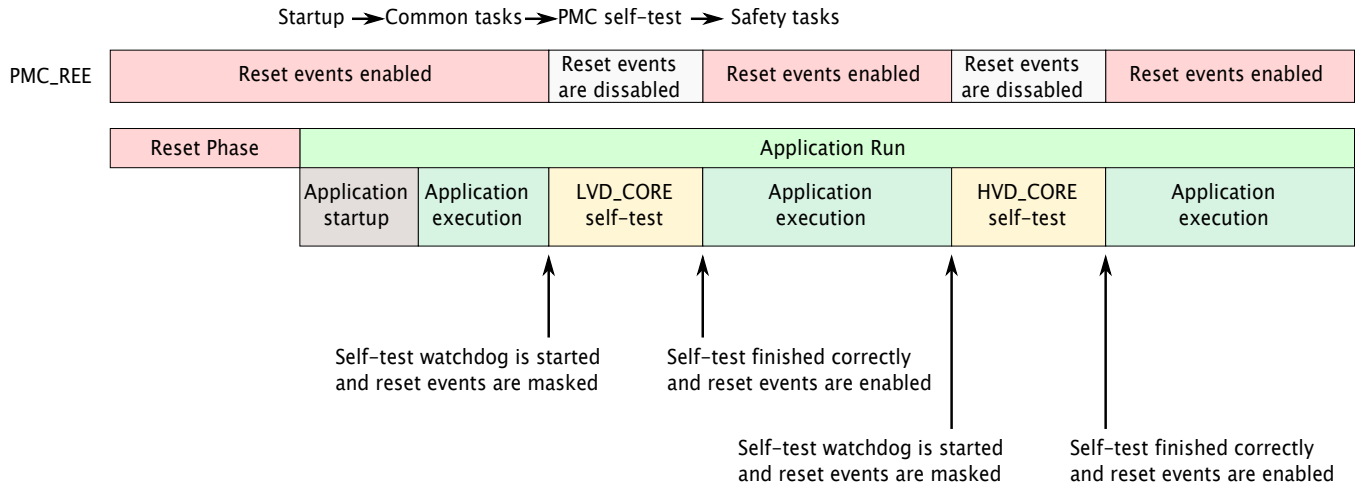 Startup → Common tasks → PMC self-test → Safety tasks
PMC_REE
Reset events enabled
Reset events
are dissabled
Reset events enabled
Reset events
are dissabled
Reset events enabled
Reset Phase
Application Run
Application
startup
Application
execution
LVD_CORE
self-test
Application
execution
HVD_CORE
self-test
Application
execution
Self-test watchdog is started
and reset events are masked
Self-test finished correctly
and reset events are enabled
Self-test watchdog is started
and reset events are masked
Self-test finished correctly
and reset events are enabled